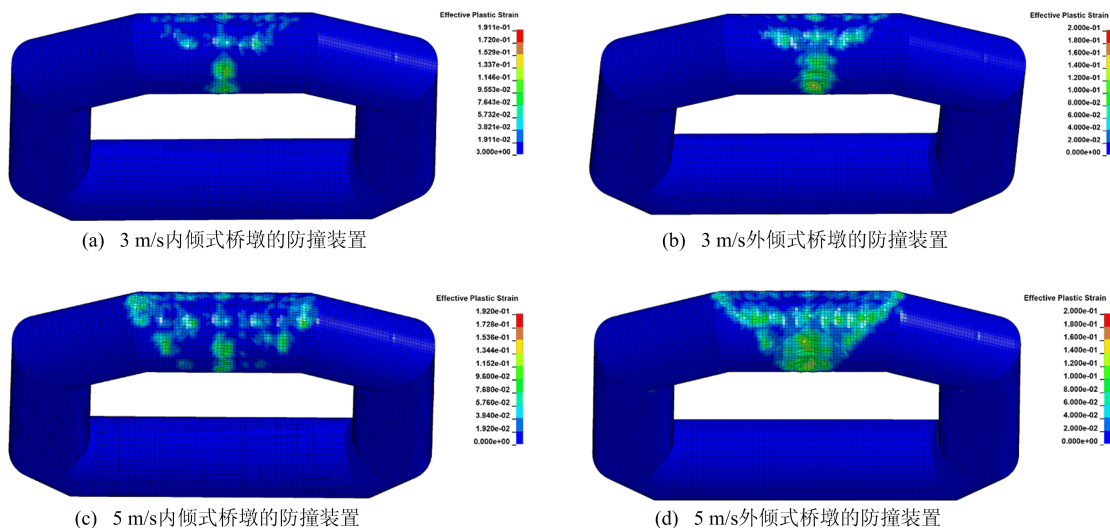 Effective Plastic Strain
1.911e-01
1.720e-01
1.529e-01
1.337e-01
1.146e-01
9.553e-02
7.643e-02
5.732e-02
3.821e-02
1.911e-02
0.000e+00
(a) 3 m/s内倾式桥墩的防撞装置
Effective Plastic Strain
2.000e-01
1.800e-01
1.600e-01
1.400e-01
1.200e-01
1.000e-01
8.000e-02
6.000e-02
4.000e-02
2.000e-02
0.000e+00
(b) 3 m/s外倾式桥墩的防撞装置
Effective Plastic Strain
1.920e-01
1.728e-01
1.536e-01
1.344e-01
1.152e-01
9.600e-02
7.680e-02
5.760e-02
3.840e-02
1.920e-02
0.000e+00
(c) 5 m/s内倾式桥墩的防撞装置
Effective Plastic Strain
2.000e-01
1.800e-01
1.600e-01
1.400e-01
1.200e-01
1.000e-01
8.000e-02
6.000e-02
4.000e-02
2.000e-02
0.000e+00
(d) 5 m/s外倾式桥墩的防撞装置